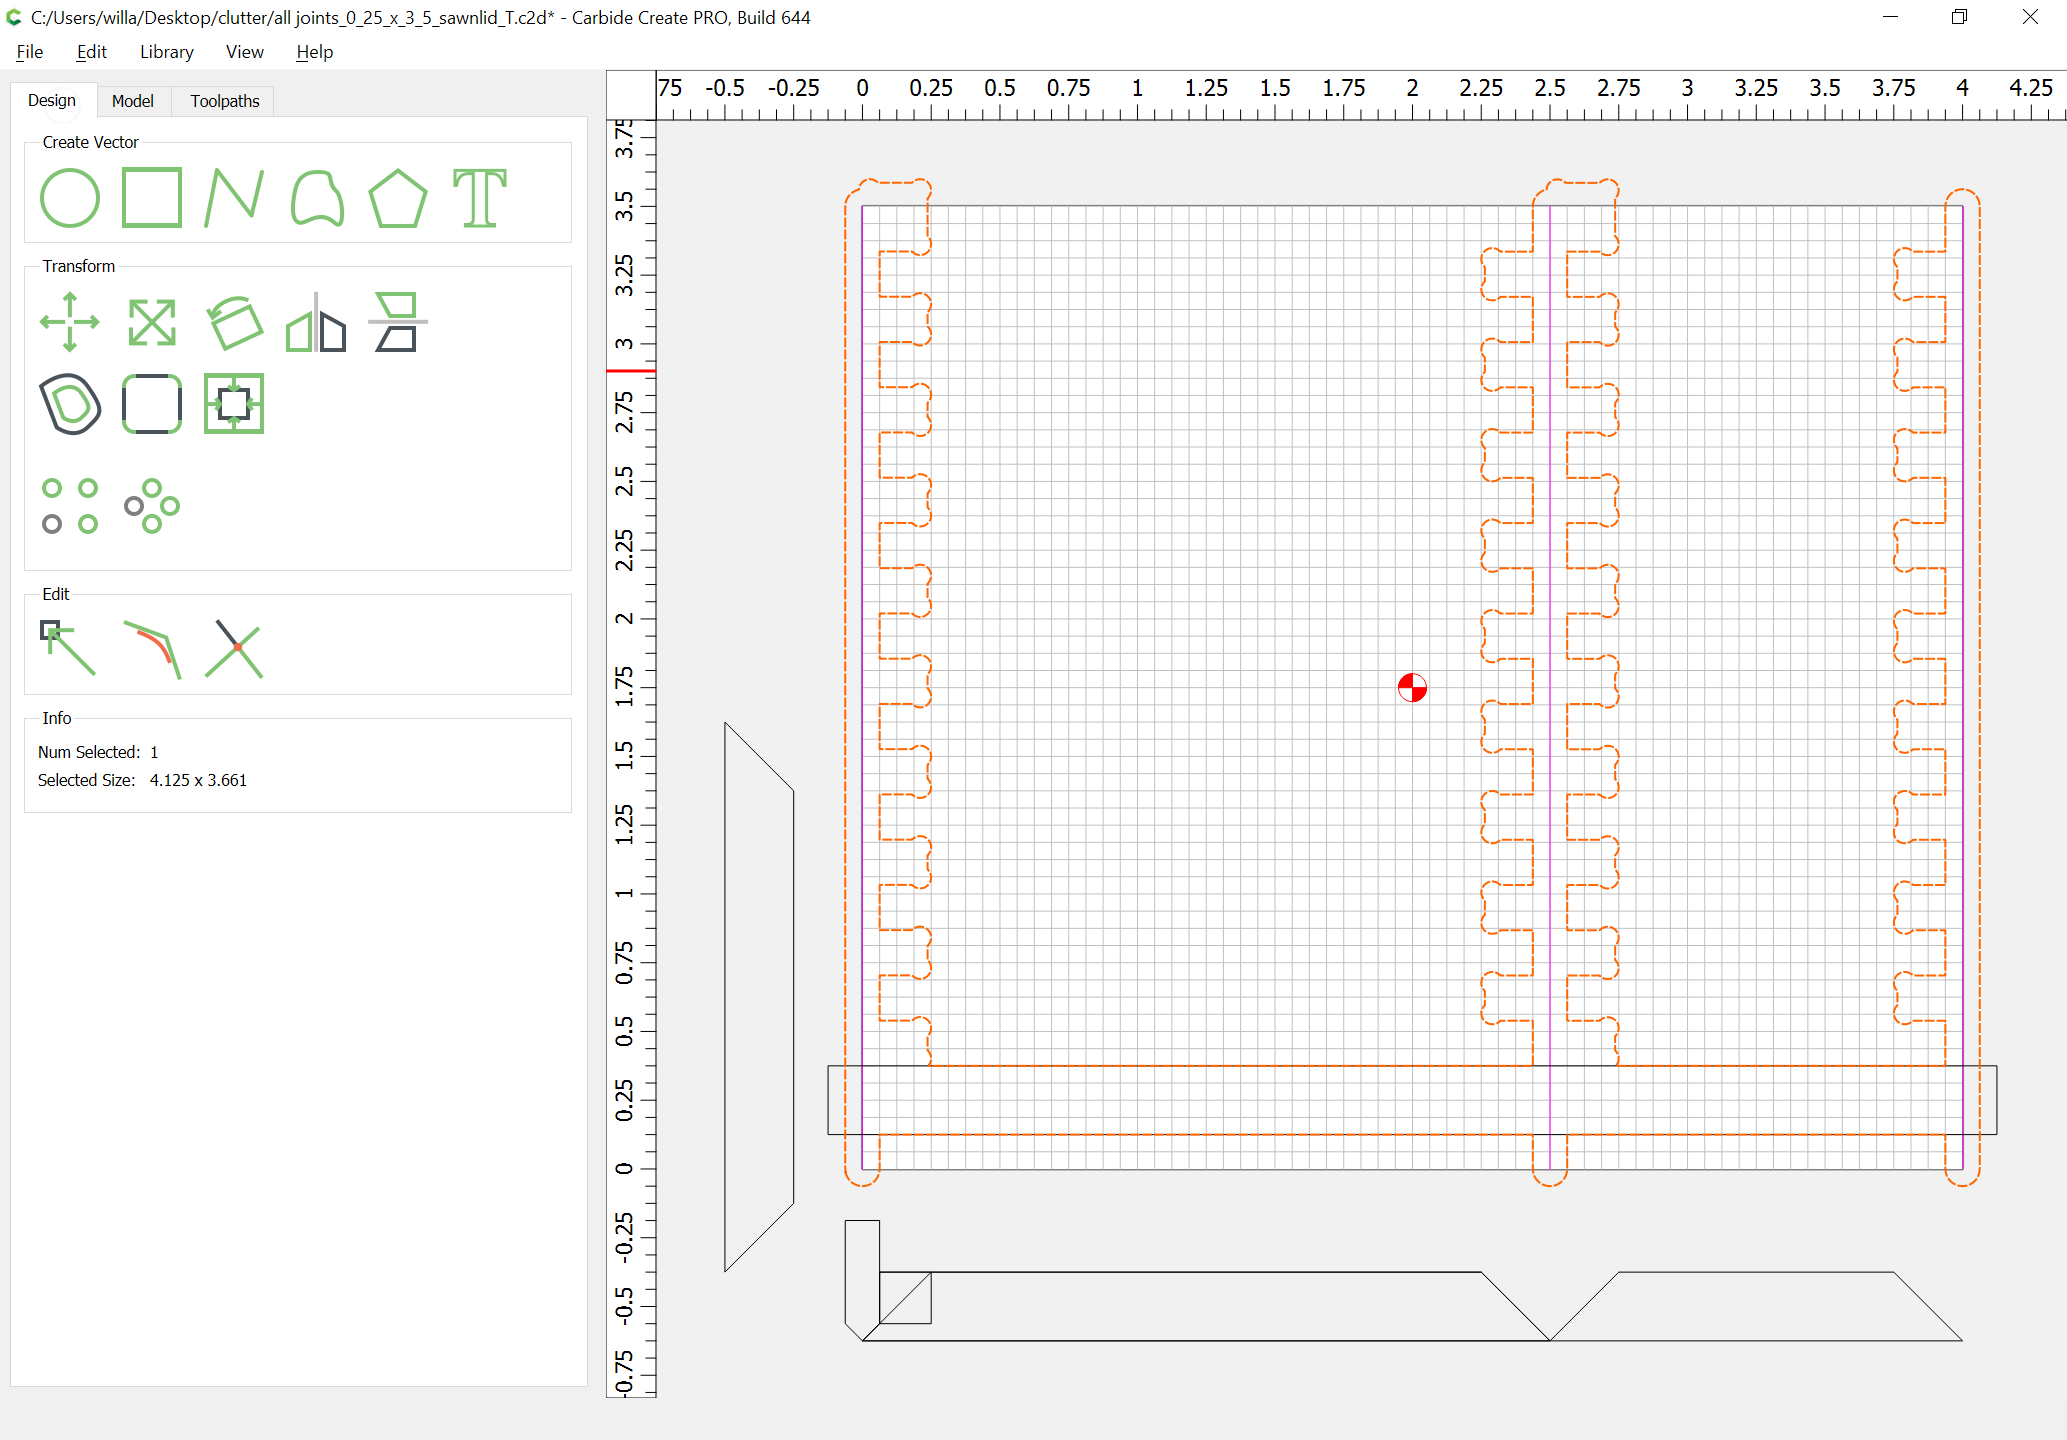 C:/Users/willa/Desktop/clutter/all joints_0_25_x_3_5_sawnlid_T.c2d* - Carbide Create PRO, Build 644
File Edit Library View Help
Design Model Toolpaths
75 -0.5 -0.25 0 0.25 0.5 0.75 1 1.25 1.5 1.75 2 2.25 2.5 2.75 3 3.25 3.5 3.75 4 4.25
Create Vector
Transform
Edit
Info
Num Selected: 1
Selected Size: 4.125 x 3.661
3.75
3.5
3.25
3
2.75
2.5
2.25
2
1.75
1.5
1.25
1
0.75
0.5
0.25
0
-0.25
-0.5
-0.75